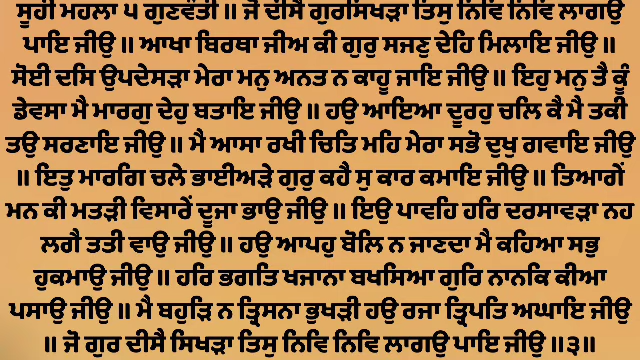 ਸੂਹੀ ਮਹਲਾ ੫ ਗੁਣਵੰਤੀ ॥ ਜੋ ਦੀਸੈ ਗੁਰਸਿਖੜਾ ਤਿਸੁ ਨਿਵਿ ਨਿਵਿ ਲਾਗਉ
ਪਾਇ ਜੀਉ ॥ ਆਖਾ ਬਿਰਥਾ ਜੀਅ ਕੀ ਗੁਰੁ ਸਜਣੁ ਦੇਹਿ ਮਿਲਾਇ ਜੀਉ ॥
ਸੋਈ ਦਸਿ ਉਪਦੇਸੜਾ ਮੇਰਾ ਮਨੁ ਅਨਤ ਨ ਕਾਹੂ ਜਾਇ ਜੀਉ ॥ ਇਹੁ ਮਨੁ ਤੈ ਕੂੰ
ਡੇਵਸਾ ਮੈ ਮਾਰਗੁ ਦੇਹੁ ਬਤਾਇ ਜੀਉ ॥ ਹਉ ਆਇਆ ਦੂਰਹੁ ਚਲਿ ਕੈ ਮੈ ਤਕੀ
ਤਉ ਸਰਣਾਇ ਜੀਉ ॥ ਮੈ ਆਸਾ ਰਖੀ ਚਿਤਿ ਮਹਿ ਮੇਰਾ ਸਭੋ ਦੁਖੁ ਗਵਾਇ ਜੀਉ
॥ ਇਤੁ ਮਾਰਗਿ ਚਲੇ ਭਾਈਅੜੇ ਗੁਰੁ ਕਹੈ ਸੁ ਕਾਰ ਕਮਾਇ ਜੀਉ ॥ ਤਿਆਗੇਂ
ਮਨ ਕੀ ਮਤੜੀ ਵਿਸਾਰੇਂ ਦੂਜਾ ਭਾਉ ਜੀਉ ॥ ਇਉ ਪਾਵਹਿ ਹਰਿ ਦਰਸਾਵੜਾ ਨਹ
ਲਗੈ ਤਤੀ ਵਾਉ ਜੀਉ ॥ ਹਉ ਆਪਹੁ ਬੋਲਿ ਨ ਜਾਣਦਾ ਮੈ ਕਹਿਆ ਸਭੁ
ਹੁਕਮਾਉ ਜੀਉ ॥ ਹਰਿ ਭਗਤਿ ਖਜਾਨਾ ਬਖਸਿਆ ਗੁਰਿ ਨਾਨਕਿ ਕੀਆ
ਪਸਾਉ ਜੀਉ ॥ ਮੈ ਬਹੁੜਿ ਨ ਤ੍ਰਿਸਨਾ ਭੁਖੜੀ ਹਉ ਰਜਾ ਤ੍ਰਿਪਤਿ ਅਘਾਇ ਜੀਉ
॥ ਜੋ ਗੁਰ ਦੀਸੈ ਸਿਖੜਾ ਤਿਸੁ ਨਿਵਿ ਨਿਵਿ ਲਾਗਉ ਪਾਇ ਜੀਉ ॥੩॥